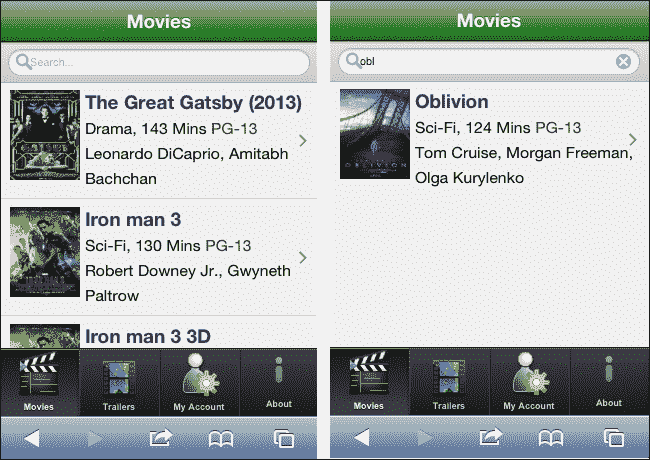 Movies
Search...
The Great Gatsby (2013)
Drama, 143 Mins PG-13
Leonardo DiCaprio, Amitabh
Bachchan
Iron man 3
Sci-Fi, 130 Mins PG-13
Robert Downey Jr., Gwyneth
Paltrow
Iron man 3 3D
Movies
Trailers
My Account
About
Movies
obl
Oblivion
Sci-Fi, 124 Mins PG-13
Tom Cruise, Morgan Freeman,
Olga Kurylenko
OBLIVION
Movies
Trailers
My Account
About